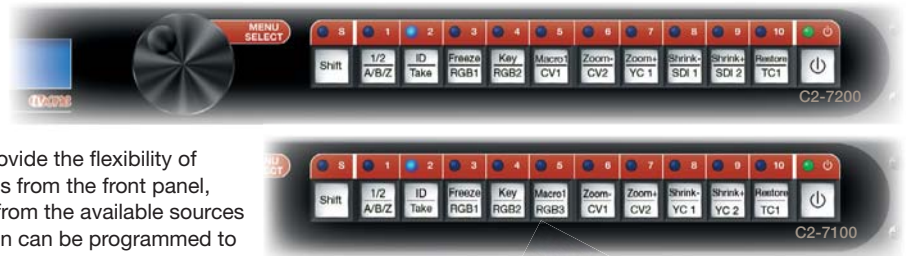 MENU
SELECT
S 1 2 3 4 5 6 7 8 9 10
Shift 1/2 ID Freeze Key Macro1 Zoom- Zoom+ Shrink- Shrink+ Restore
A/B/Z Take RGB1 RGB2 CV1 CV2 YC 1 SDI 1 SDI 2 TC1
C2-7200
ovide the flexibility of
s from the front panel,
from the available sources
n can be programmed to
NU
CT
S 1 2 3 4 5 6 7 8 9 10
Shift 1/2 ID Freeze Key Macro1 Zoom- Zoom+ Shrink- Shrink+ Restore
A/B/Z Take RGB1 RGB2 RGB3 CV1 CV2 YC 1 YC 2 TC1
C2-7100